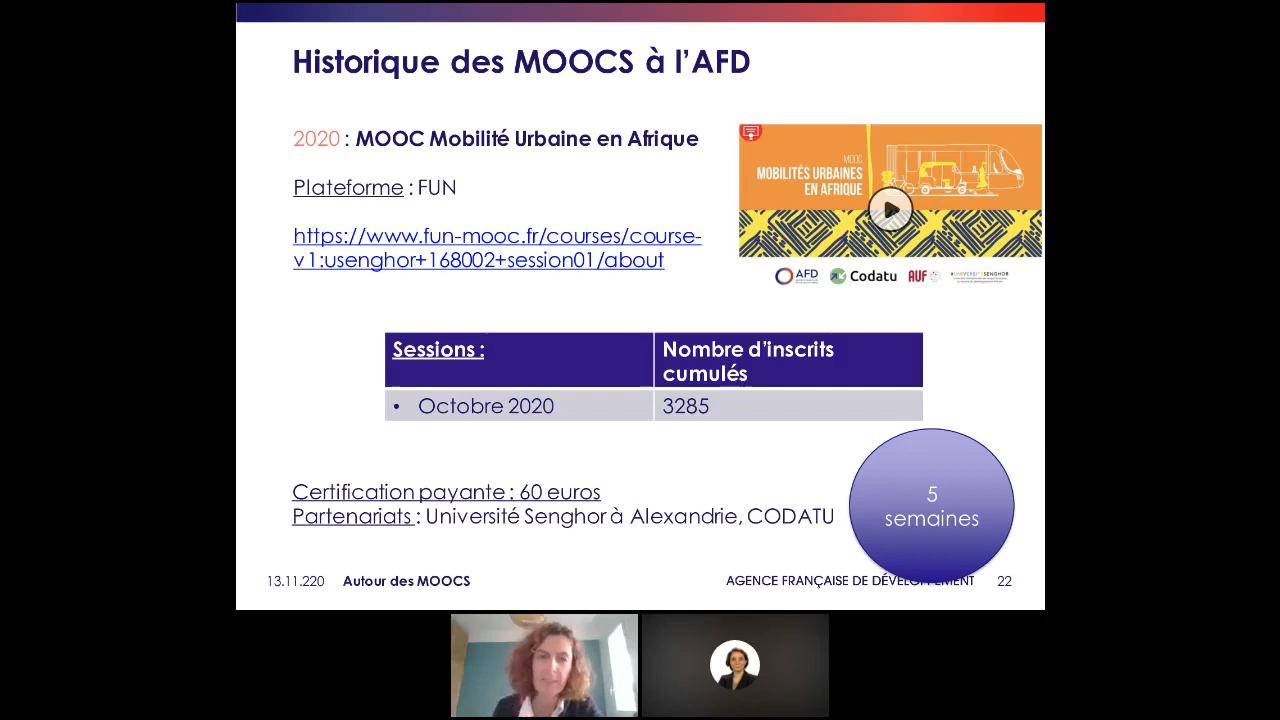 Historique des MOOCS à l'AFD
2020 : MOOC Mobilité Urbaine en Afrique
Plateforme : FUN
https://www.fun-mooc.fr/courses/course-
v1:usenghor+168002+session01/about
MOOC
MOBILITÉS URBAINES
EN AFRIQUE
AFD
Codatu
AUF
#UNIVERSITÉSENGHOR
Sessions :
Nombre d'inscrits
cumulés
• Octobre 2020
3285
Certification payante : 60 euros
Partenariats : Université Senghor à Alexandrie, CODATU
5
semaines
13.11.220
Autour des MOOCS
AGENCE FRANÇAISE DE DÉVELOPPEMENT
22